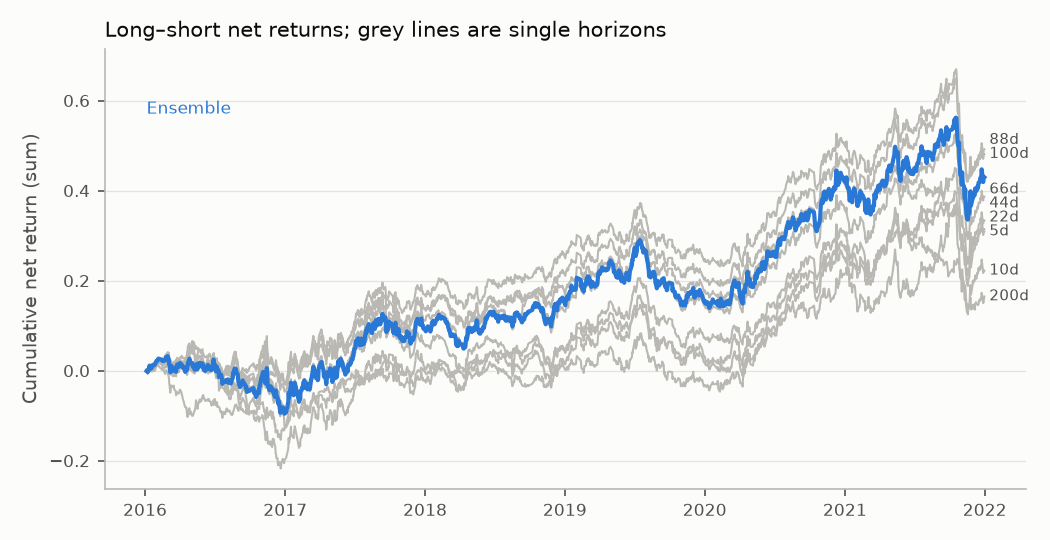 Long–short net returns; grey lines are single horizons
Cumulative net return (sum)
0.6
0.4
0.2
0.0
−0.2
Ensemble
88d
100d
66d
44d
22d
5d
10d
200d
2016
2017
2018
2019
2020
2021
2022